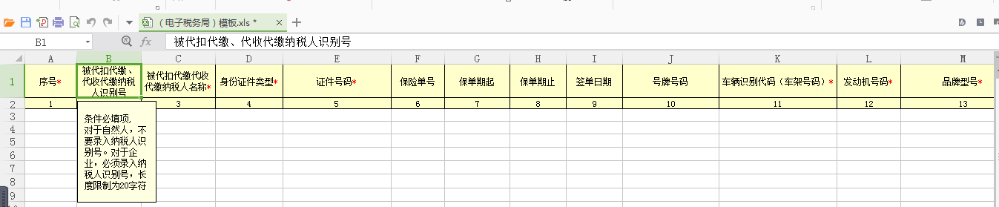 （电子税务局）模板.xls *
B1
fx
被代扣代缴、代收代缴纳税人识别号
A B C D E F G H I J K L M
1
序号*
被代扣代缴、
代收代缴纳税
人识别号
被代扣代缴代收
代缴纳税人名称*
身份证件类型*
证件号码*
保险单号
保单期起
保单期止
签单日期
号牌号码
车辆识别代码（车架号码）*
发动机号码*
品牌型号*
2 1 3 4 5 6 7 8 9 10 11 12 13
3
4
5
6
7
8
9
条件必填项,
对于自然人，不
要录入纳税人识
别号。对于企
业，必须录入纳
税人识别号，长
度限制为20字符